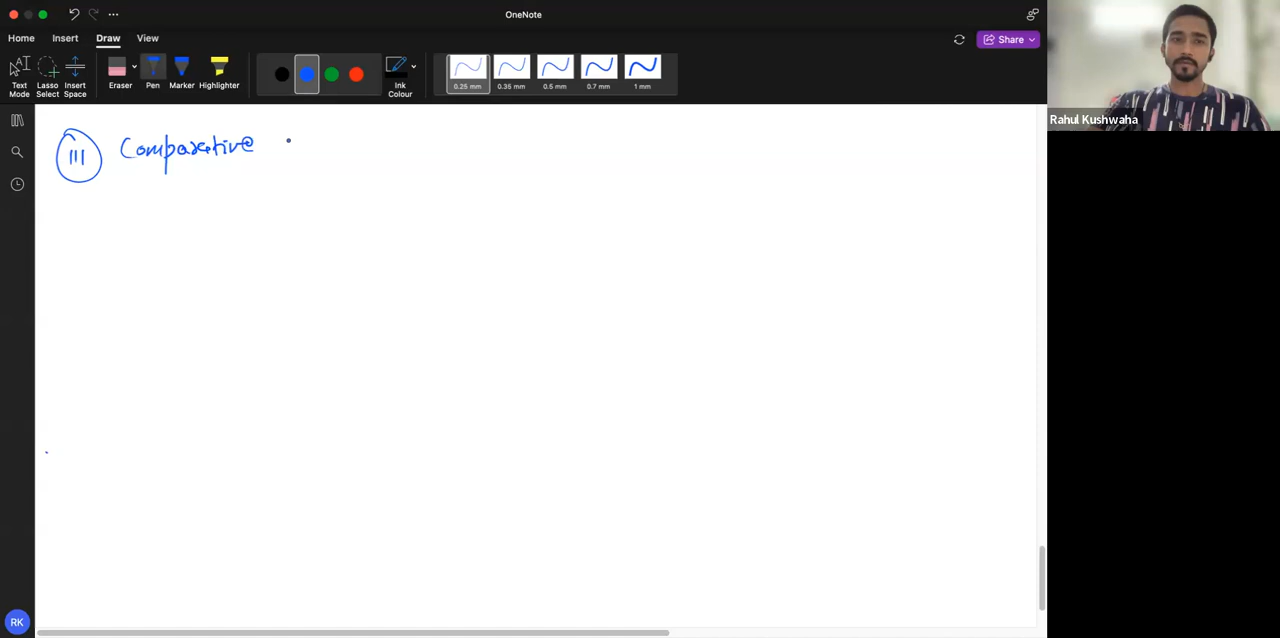 OneNote
Home Insert Draw View
Share
Text Mode
Lasso Select
Insert Space
Eraser
Pen
Marker
Highlighter
Ink Colour
0.25 mm
0.35 mm
0.5 mm
0.7 mm
1 mm
III Comparative
Rahul Kushwaha
RK